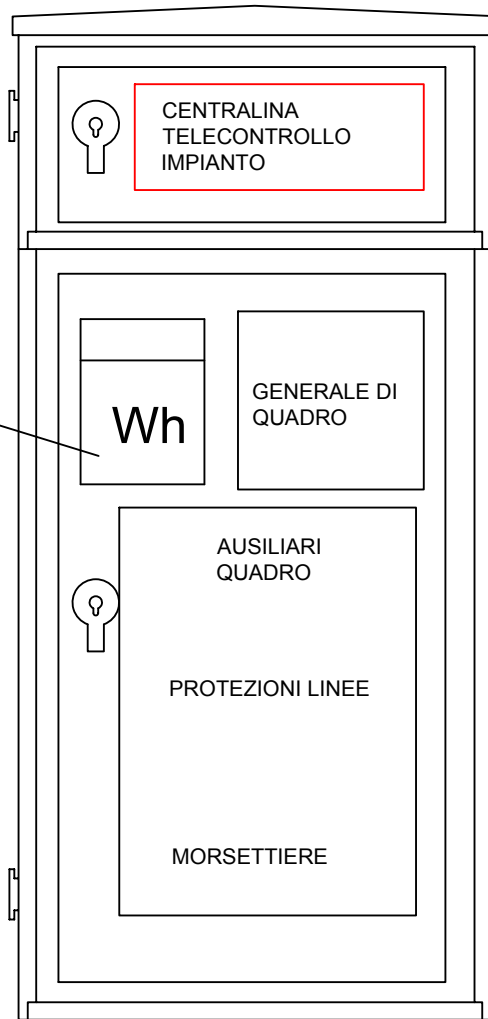 CENTRALINA
TELECONTROLLO
IMPIANTO
Wh
GENERALE DI
QUADRO
AUSILIARI
QUADRO
PROTEZIONI LINEE
MORSETTIERE